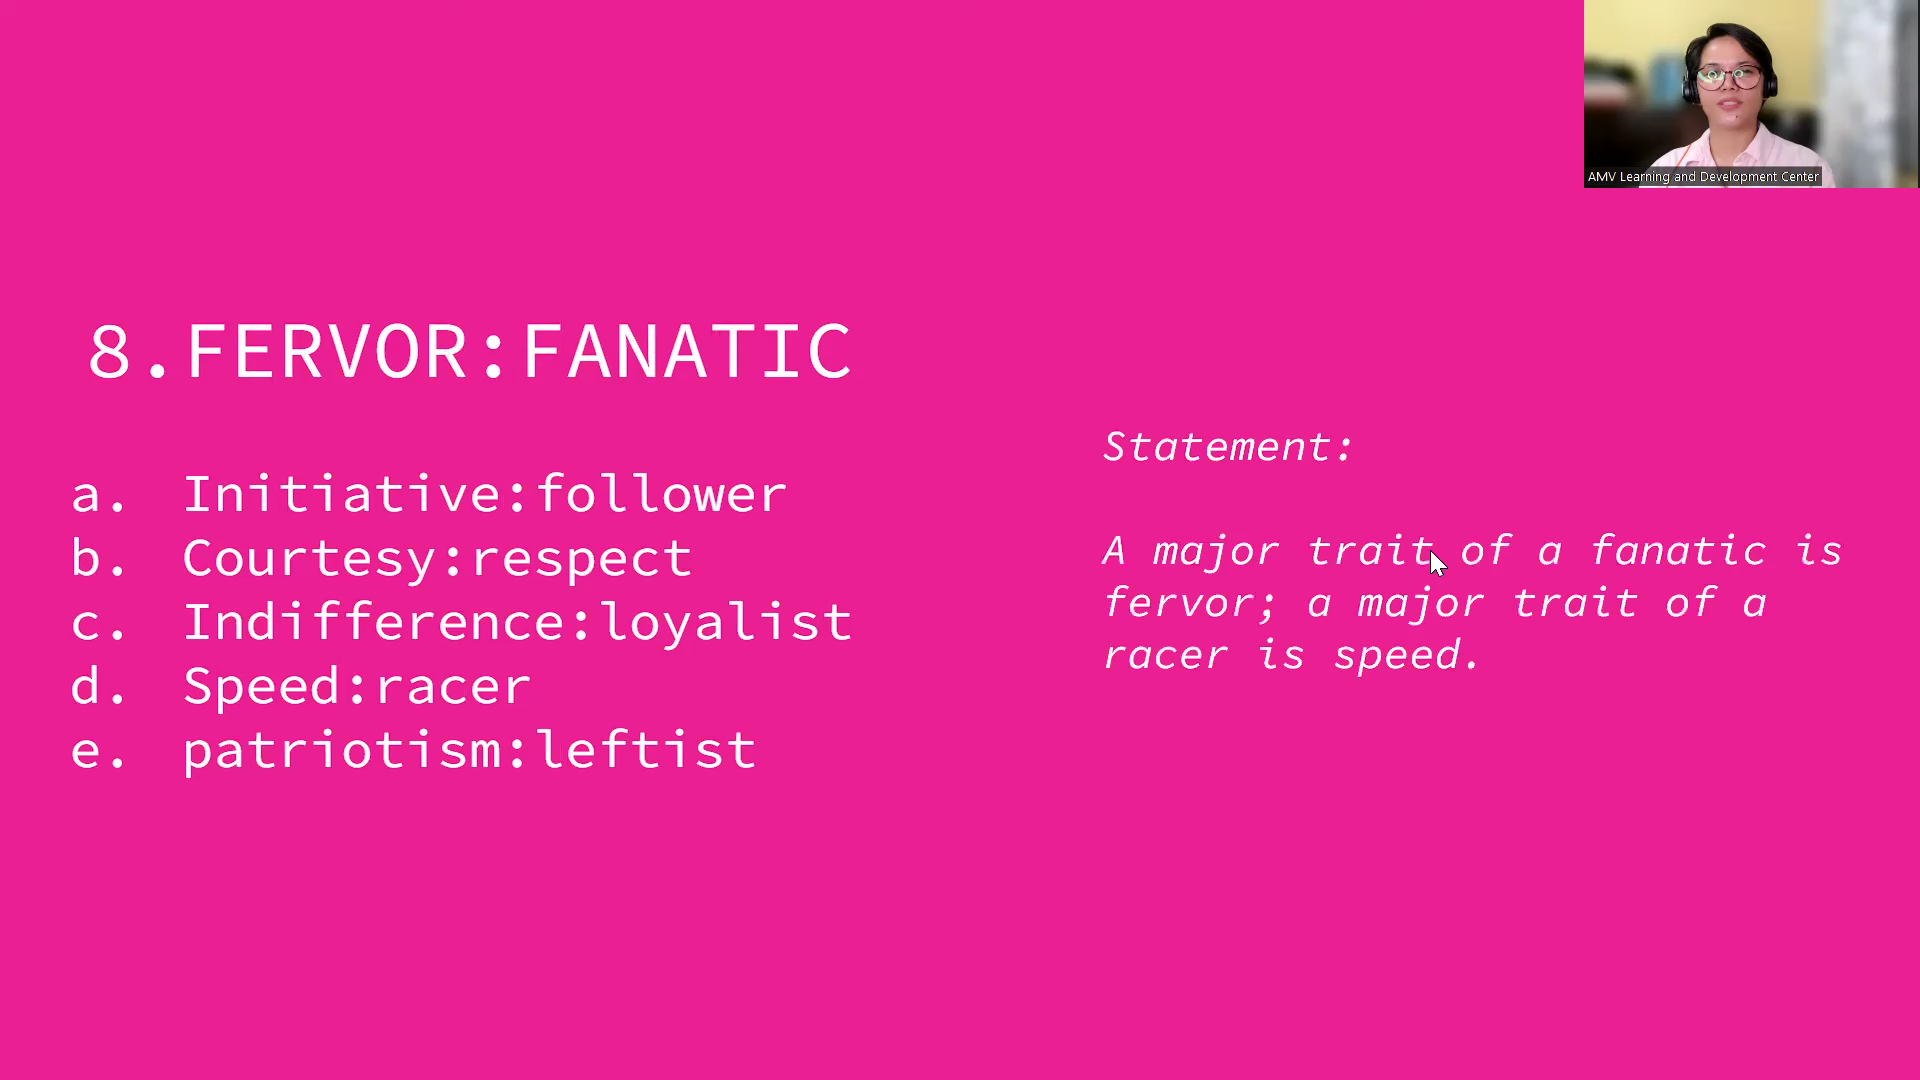 AMV Learning and Development Center
8.FERVOR:FANATIC
a. Initiative:follower
b. Courtesy:respect
c. Indifference:loyalist
d. Speed:racer
e. patriotism:leftist
Statement:
A major trait of a fanatic is
fervor; a major trait of a
racer is speed.